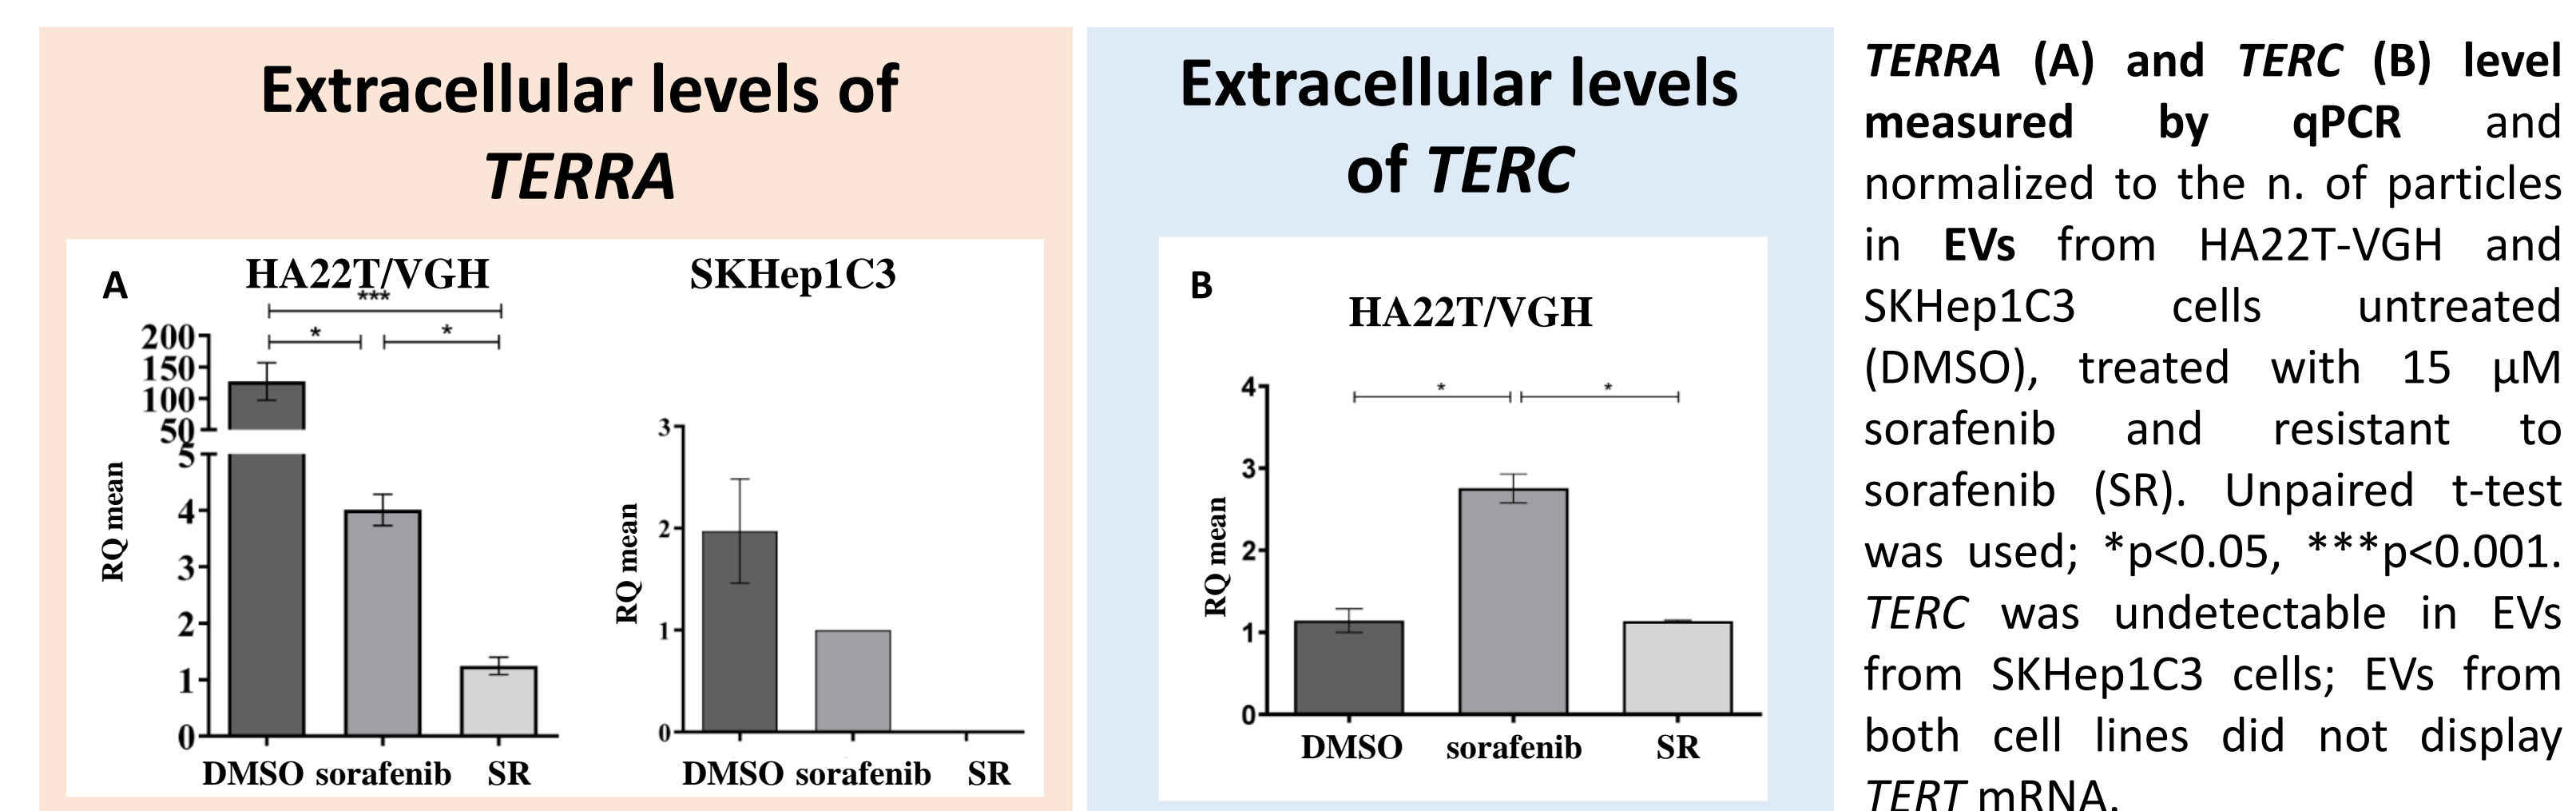 Extracellular levels of
TERRA
A
HA22T/VGH
***
*
*
200
150
100
50
5
4
3
2
1
0
RQ mean
DMSO sorafenib SR
SKHep1C3
3
2
1
0
RQ mean
DMSO sorafenib SR
Extracellular levels
of TERC
B
HA22T/VGH
*
*
4
3
2
1
0
RQ mean
DMSO sorafenib SR
TERRA (A) and TERC (B) level
measured by qPCR and
normalized to the n. of particles
in EVs from HA22T-VGH and
SKHep1C3 cells untreated
(DMSO), treated with 15 μM
sorafenib and resistant to
sorafenib (SR). Unpaired t-test
was used; *p<0.05, ***p<0.001.
TERC was undetectable in EVs
from SKHep1C3 cells; EVs from
both cell lines did not display
TERT mRNA.